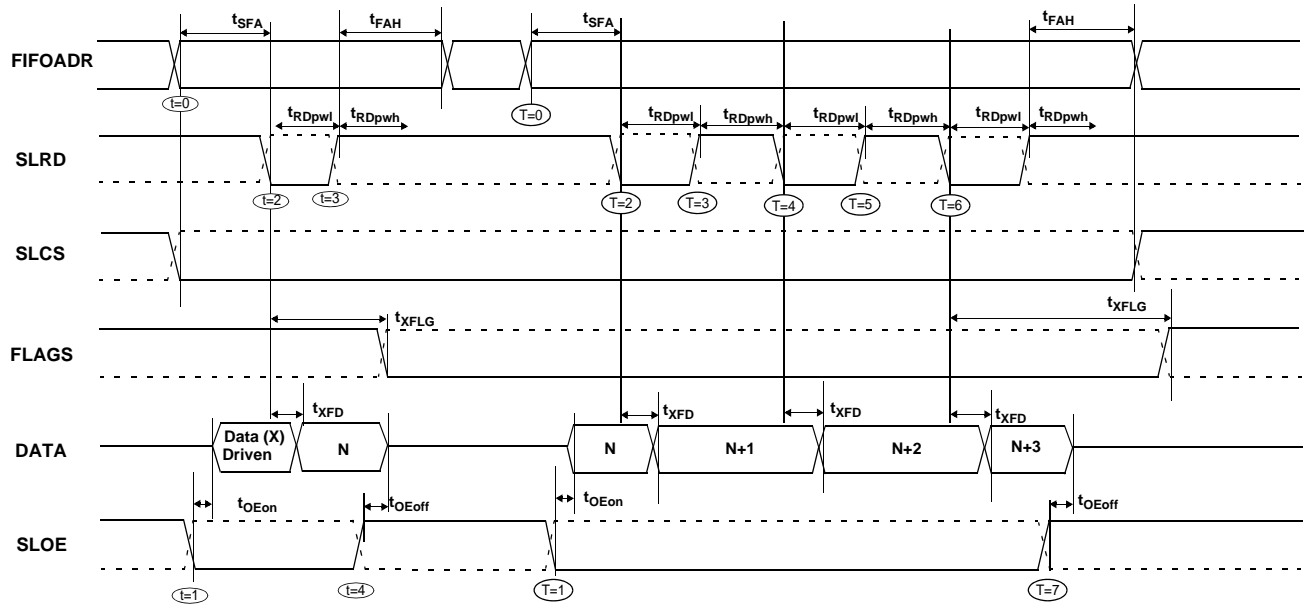 tSFA tFAH tSFA tFAH
FIFOADR
t=0 T=0
tRDpwl tRDpwh tRDpwl tRDpwh tRDpwl tRDpwh tRDpwl tRDpwh
SLRD
t=2 t=3 T=2 T=3 T=4 T=5 T=6
SLCS
tXFLG tXFLG
FLAGS
tXFD tXFD tXFD tXFD
DATA
Data (X)
Driven
N N N+1 N+2 N+3
tOEon tOEoff tOEon tOEoff
SLOE
t=1 t=4 T=1 T=7